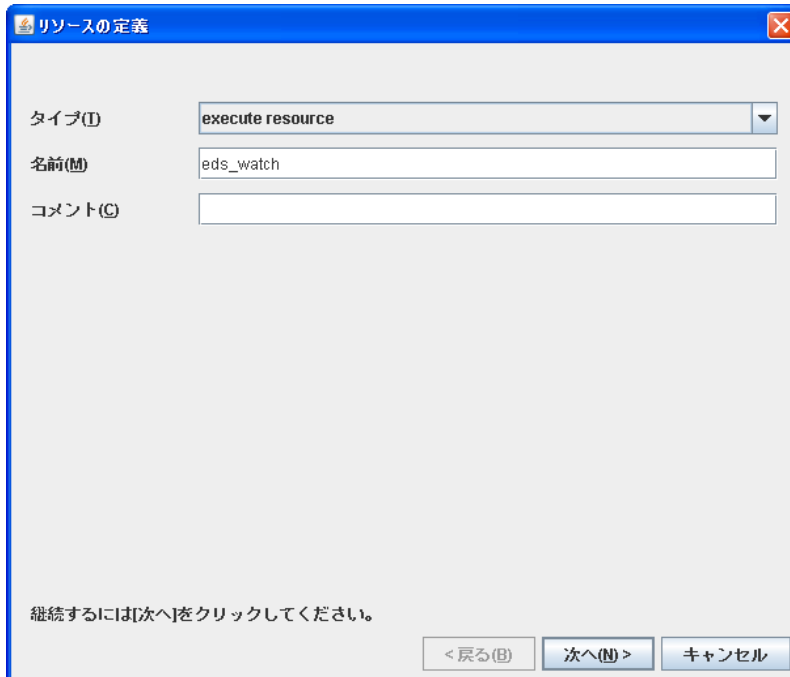 リソースの定義
タイプ(T) execute resource
名前(M) eds_watch
コメント(C)
継続するには[次へ]をクリックしてください。
<戻る(B) 次へ(N)> キャンセル